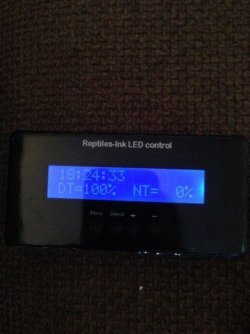 Reptiles-Ink LED control
18:24:33
DT=100% NT= 0%
Menu Select + -